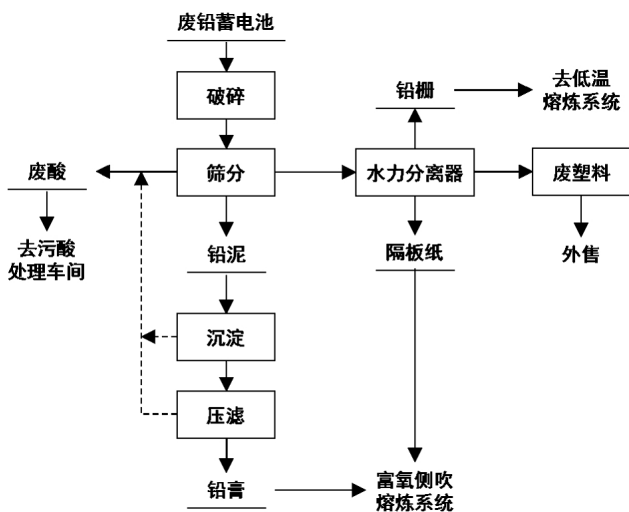 废铅蓄电池
破碎
铅栅
去低温
熔炼系统
废酸
筛分
水力分离器
废塑料
去污酸
处理车间
铅泥
隔板纸
外售
沉淀
压滤
铅膏
富氧侧吹
熔炼系统